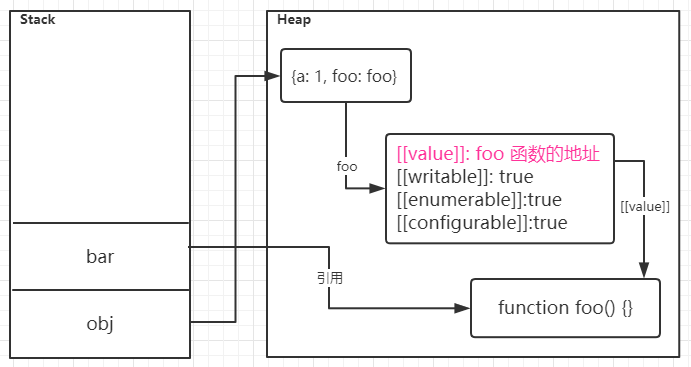 Stack
Heap
{a: 1, foo: foo}
foo
[[value]]: foo 函数的地址
[[writable]]: true
[[enumerable]]:true
[[configurable]]:true
[[value]]
bar
引用
function foo() {}
obj